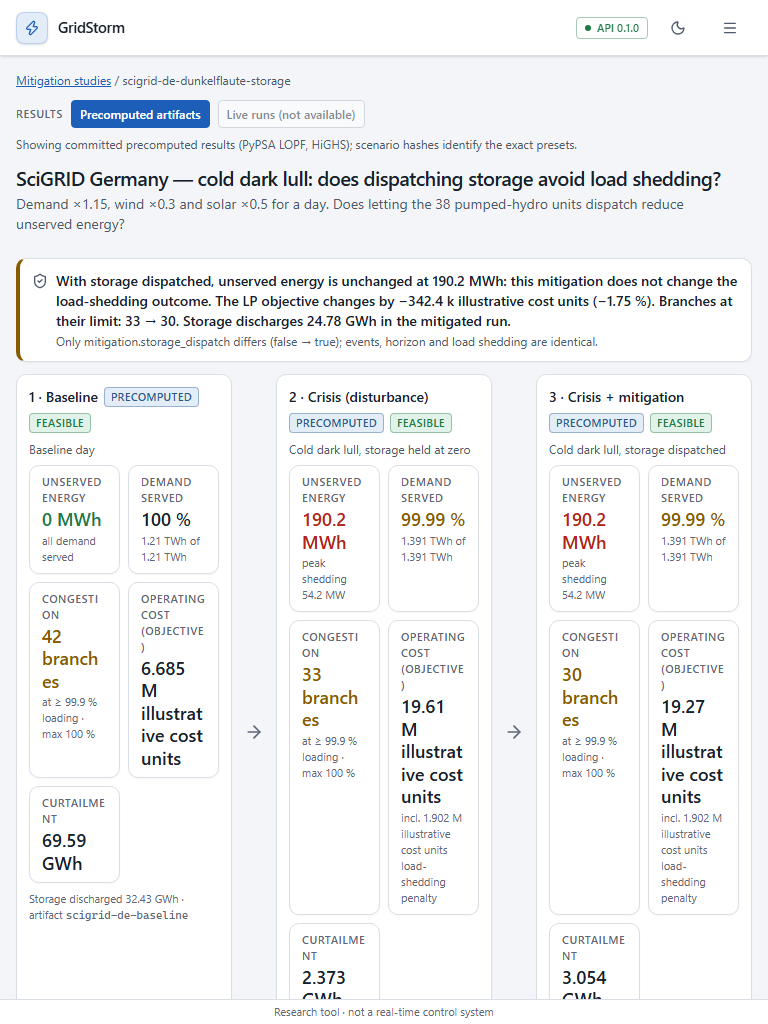 GridStorm
API 0.1.0
Mitigation studies / scigrid-de-dunkelflaute-storage
RESULTS Precomputed artifacts Live runs (not available)
Showing committed precomputed results (PyPSA LOPF, HiGHS); scenario hashes identify the exact presets.
SciGRID Germany — cold dark lull: does dispatching storage avoid load shedding?
Demand ×1.15, wind ×0.3 and solar ×0.5 for a day. Does letting the 38 pumped-hydro units dispatch reduce
unserved energy?
With storage dispatched, unserved energy is unchanged at 190.2 MWh: this mitigation does not change the
load-shedding outcome. The LP objective changes by −342.4 k illustrative cost units (−1.75 %). Branches at
their limit: 33 → 30. Storage discharges 24.78 GWh in the mitigated run.
Only mitigation.storage_dispatch differs (false → true); events, horizon and load shedding are identical.
1 · Baseline PRECOMPUTED
FEASIBLE
Baseline day
UNSERVED
ENERGY
0 MWh
all demand
served
DEMAND
SERVED
100 %
1.21 TWh of
1.21 TWh
CONGESTI
ON
42
branch
es
at ≥ 99.9 %
loading ·
max 100 %
OPERATING
COST
(OBJECTIVE
)
6.685
M
illustrat
ive cost
units
CURTAILME
NT
69.59
GWh
Storage discharged 32.43 GWh ·
artifact scigrid-de-baseline
→
2 · Crisis (disturbance)
PRECOMPUTED FEASIBLE
Cold dark lull, storage held at zero
UNSERVED
ENERGY
190.2
MWh
peak
shedding
54.2 MW
DEMAND
SERVED
99.99 %
1.391 TWh of
1.391 TWh
CONGESTI
ON
33
branch
es
at ≥ 99.9 %
loading ·
max 100 %
OPERATING
COST
(OBJECTIVE
)
19.61
M
illustrat
ive cost
units
incl. 1.902 M
illustrative
cost units
load-
shedding
penalty
CURTAILME
NT
2.373
GWh
→
3 · Crisis + mitigation
PRECOMPUTED FEASIBLE
Cold dark lull, storage dispatched
UNSERVED
ENERGY
190.2
MWh
peak
shedding
54.2 MW
DEMAND
SERVED
99.99 %
1.391 TWh of
1.391 TWh
CONGESTI
ON
30
branch
es
at ≥ 99.9 %
loading ·
max 100 %
OPERATING
COST
(OBJECTIVE
)
19.27
M
illustrat
ive cost
units
incl. 1.902 M
illustrative
cost units
load-
shedding
penalty
CURTAILME
NT
3.054
GWh
Research tool · not a real-time control system